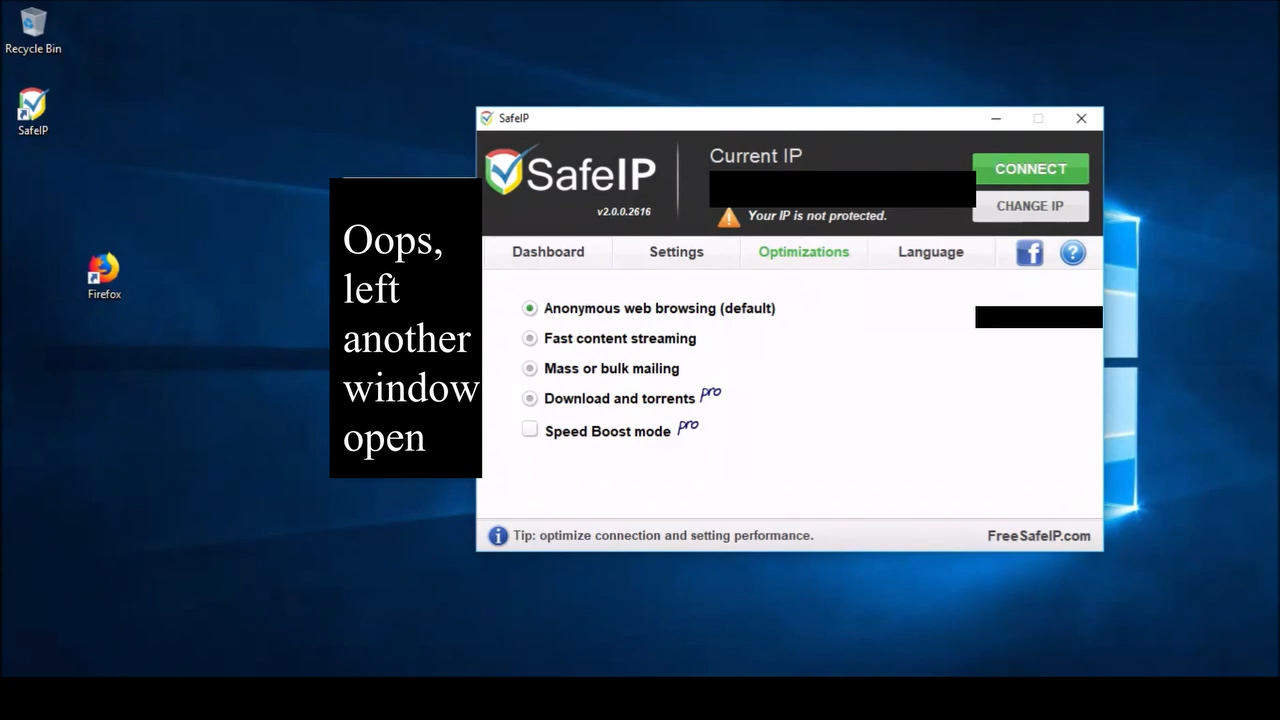 Recycle Bin
SafeIP
Firefox
Oops,
left
another
window
open
SafeIP
SafeIP
v2.0.0.2616
Current IP
Your IP is not protected.
CONNECT
CHANGE IP
Dashboard Settings Optimizations Language
Anonymous web browsing (default)
Fast content streaming
Mass or bulk mailing
Download and torrents pro
Speed Boost mode pro
Tip: optimize connection and setting performance.
FreeSafeIP.com